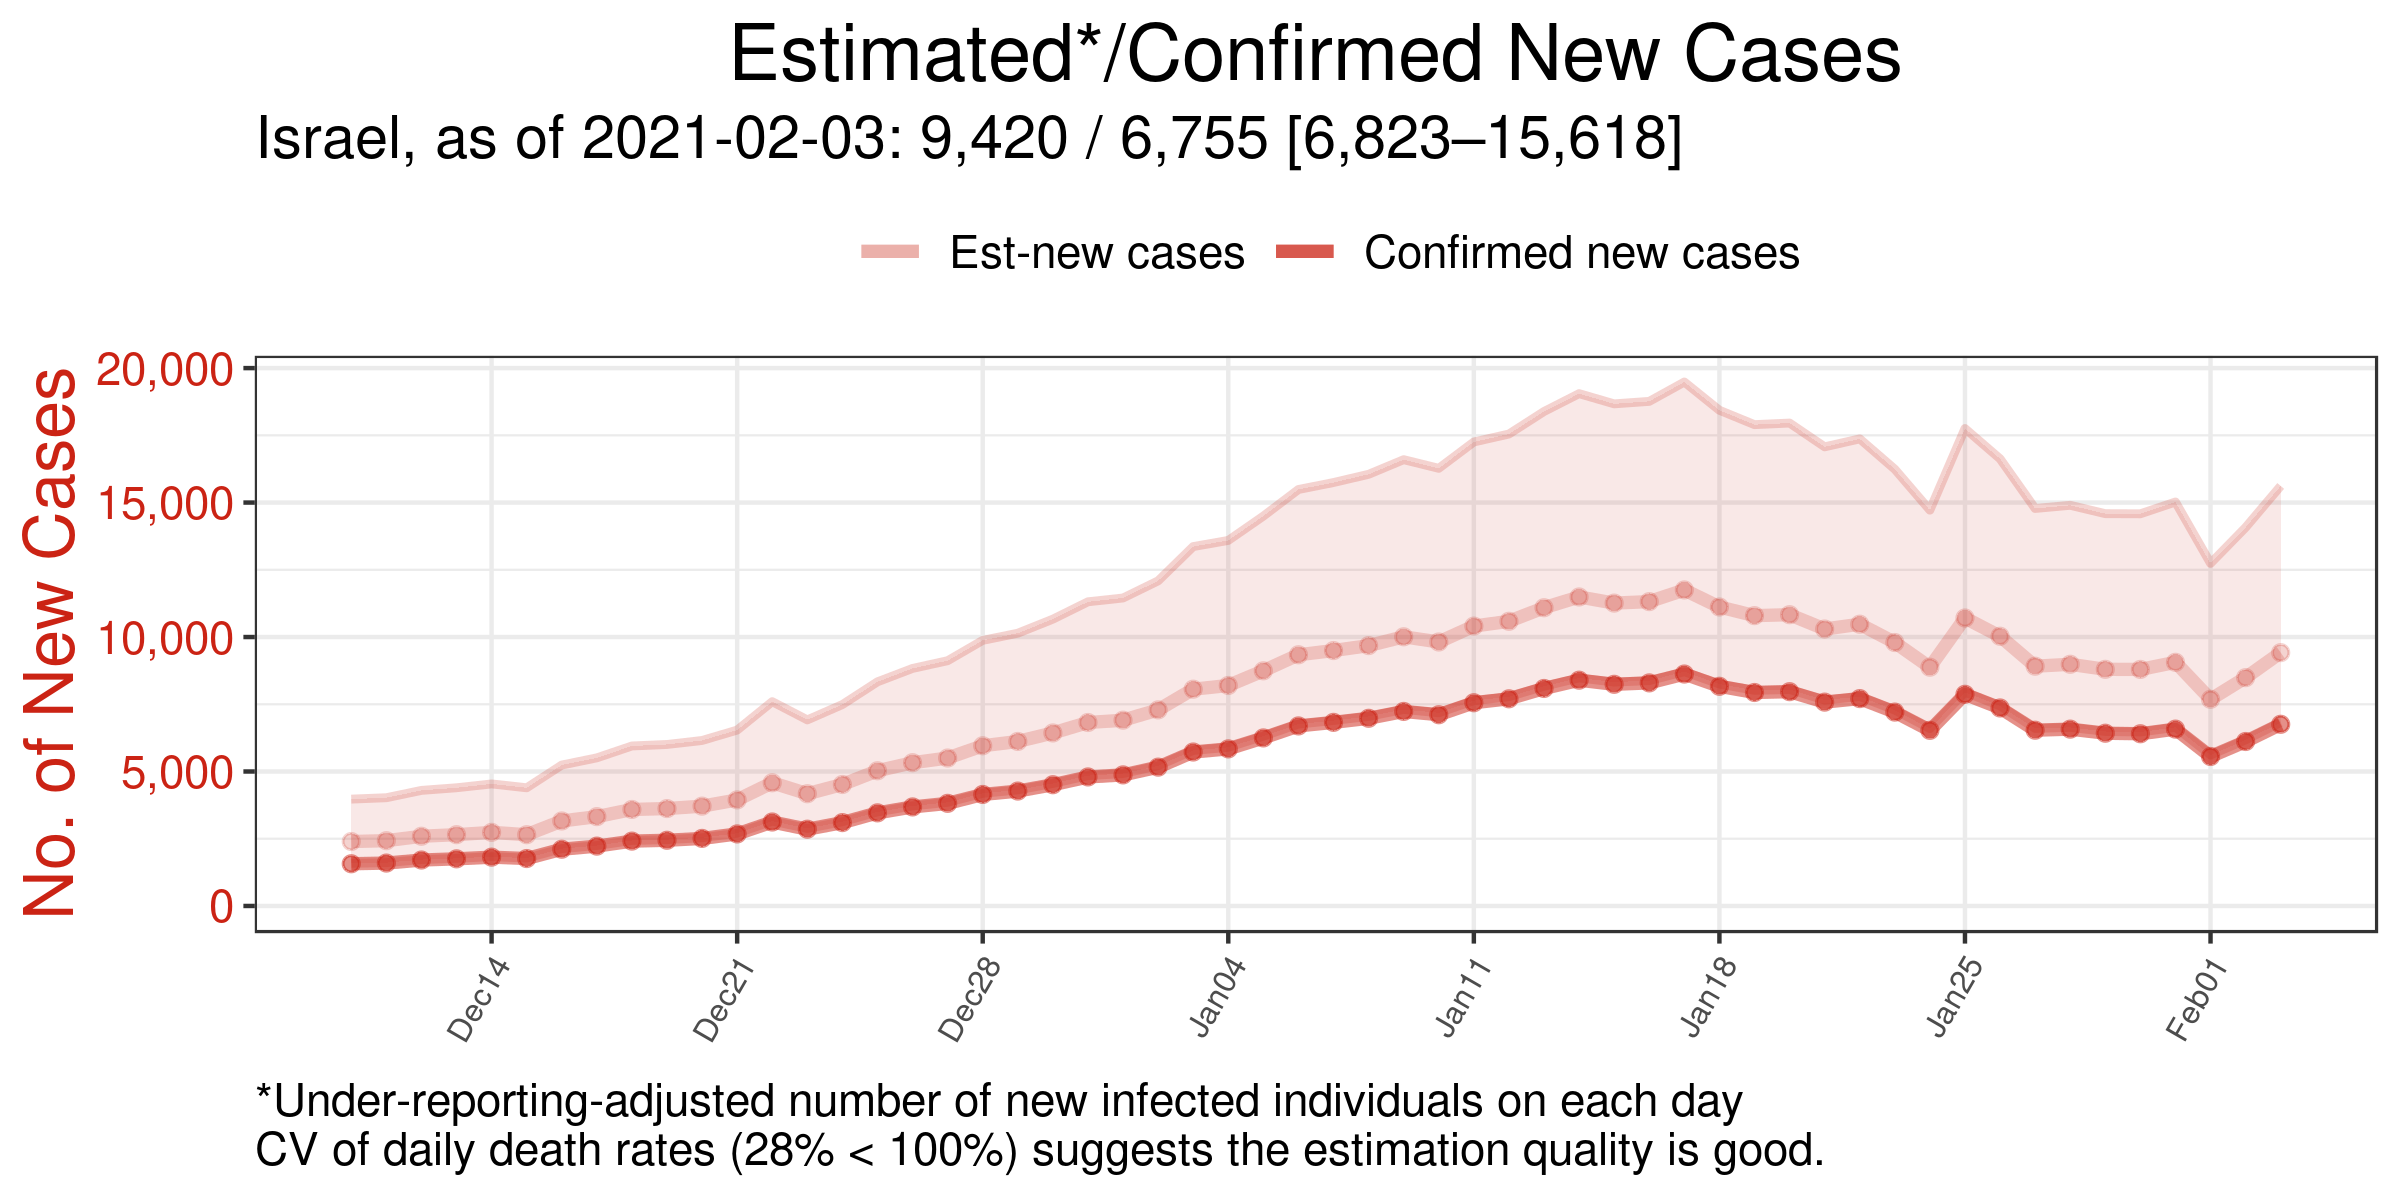 Estimated*/Confirmed New Cases
Israel, as of 2021-02-03: 9,420 / 6,755 [6,823–15,618]
Est-new cases
Confirmed new cases
No. of New Cases
20,000
15,000
10,000
5,000
0
Dec14
Dec21
Dec28
Jan04
Jan11
Jan18
Jan25
Feb01
*Under-reporting-adjusted number of new infected individuals on each day
CV of daily death rates (28% < 100%) suggests the estimation quality is good.